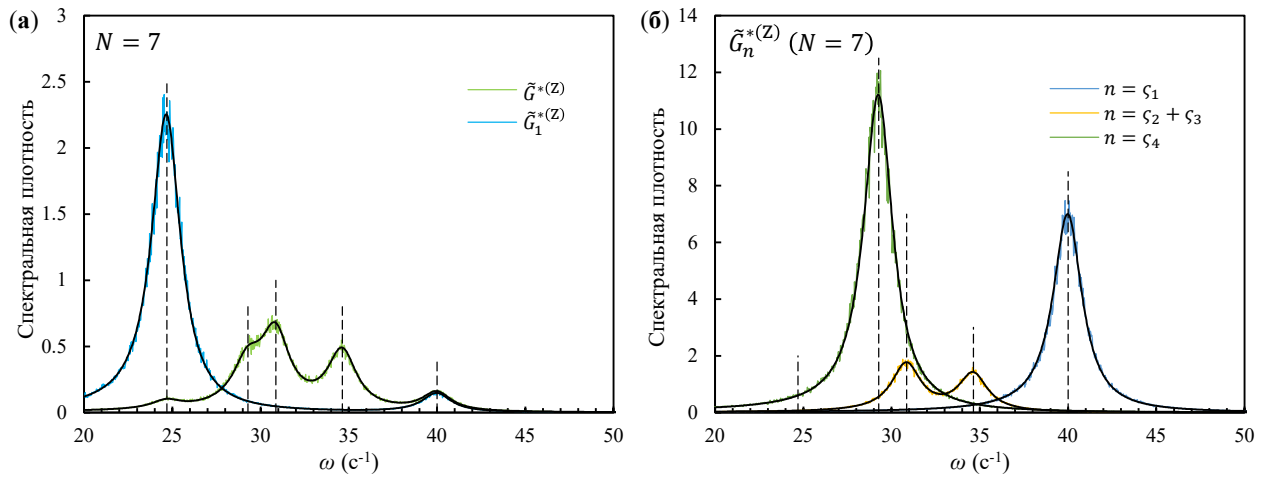 (а)
N = 7
G̃*(Z)
G̃₁*(Z)
Спектральная плотность
3
2.5
2
1.5
1
0.5
0
20 25 30 35 40 45 50
ω (с⁻¹)
(б)
G̃ₙ*(Z) (N = 7)
n = ς₁
n = ς₂ + ς₃
n = ς₄
Спектральная плотность
14
12
10
8
6
4
2
0
20 25 30 35 40 45 50
ω (с⁻¹)